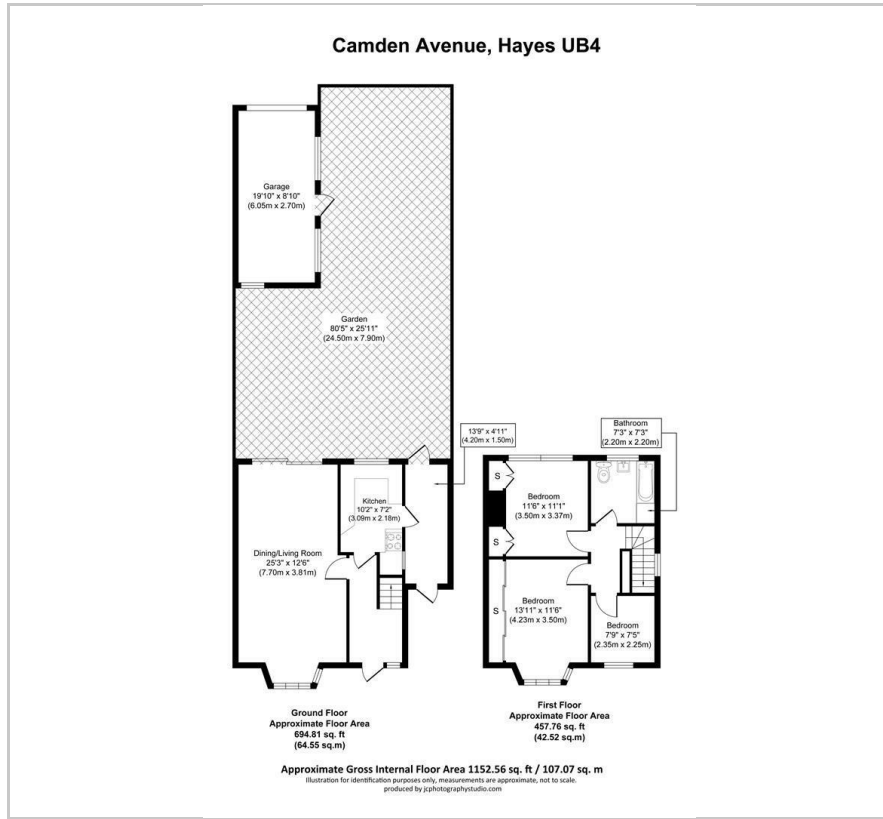 Camden Avenue, Hayes UB4
Garage
19'10" x 8'10"
(6.05m x 2.70m)
Garden
80'5" x 25'11"
(24.50m x 7.90m)
13'9" x 4'11"
(4.20m x 1.50m)
Kitchen
10'2" x 7'2"
(3.09m x 2.18m)
Dining/Living Room
25'3" x 12'6"
(7.70m x 3.81m)
Ground Floor
Approximate Floor Area
694.81 sq. ft
(64.55 sq.m)
Bathroom
7'3" x 7'3"
(2.20m x 2.20m)
S
Bedroom
11'6" x 11'1"
(3.50m x 3.37m)
S
S
Bedroom
13'11" x 11'6"
(4.23m x 3.50m)
Bedroom
7'9" x 7'5"
(2.35m x 2.25m)
First Floor
Approximate Floor Area
457.76 sq. ft
(42.52 sq.m)
Approximate Gross Internal Floor Area 1152.56 sq. ft / 107.07 sq. m
Illustration for identification purposes only, measurements are approximate, not to scale.
produced by jcphotographystudio.com